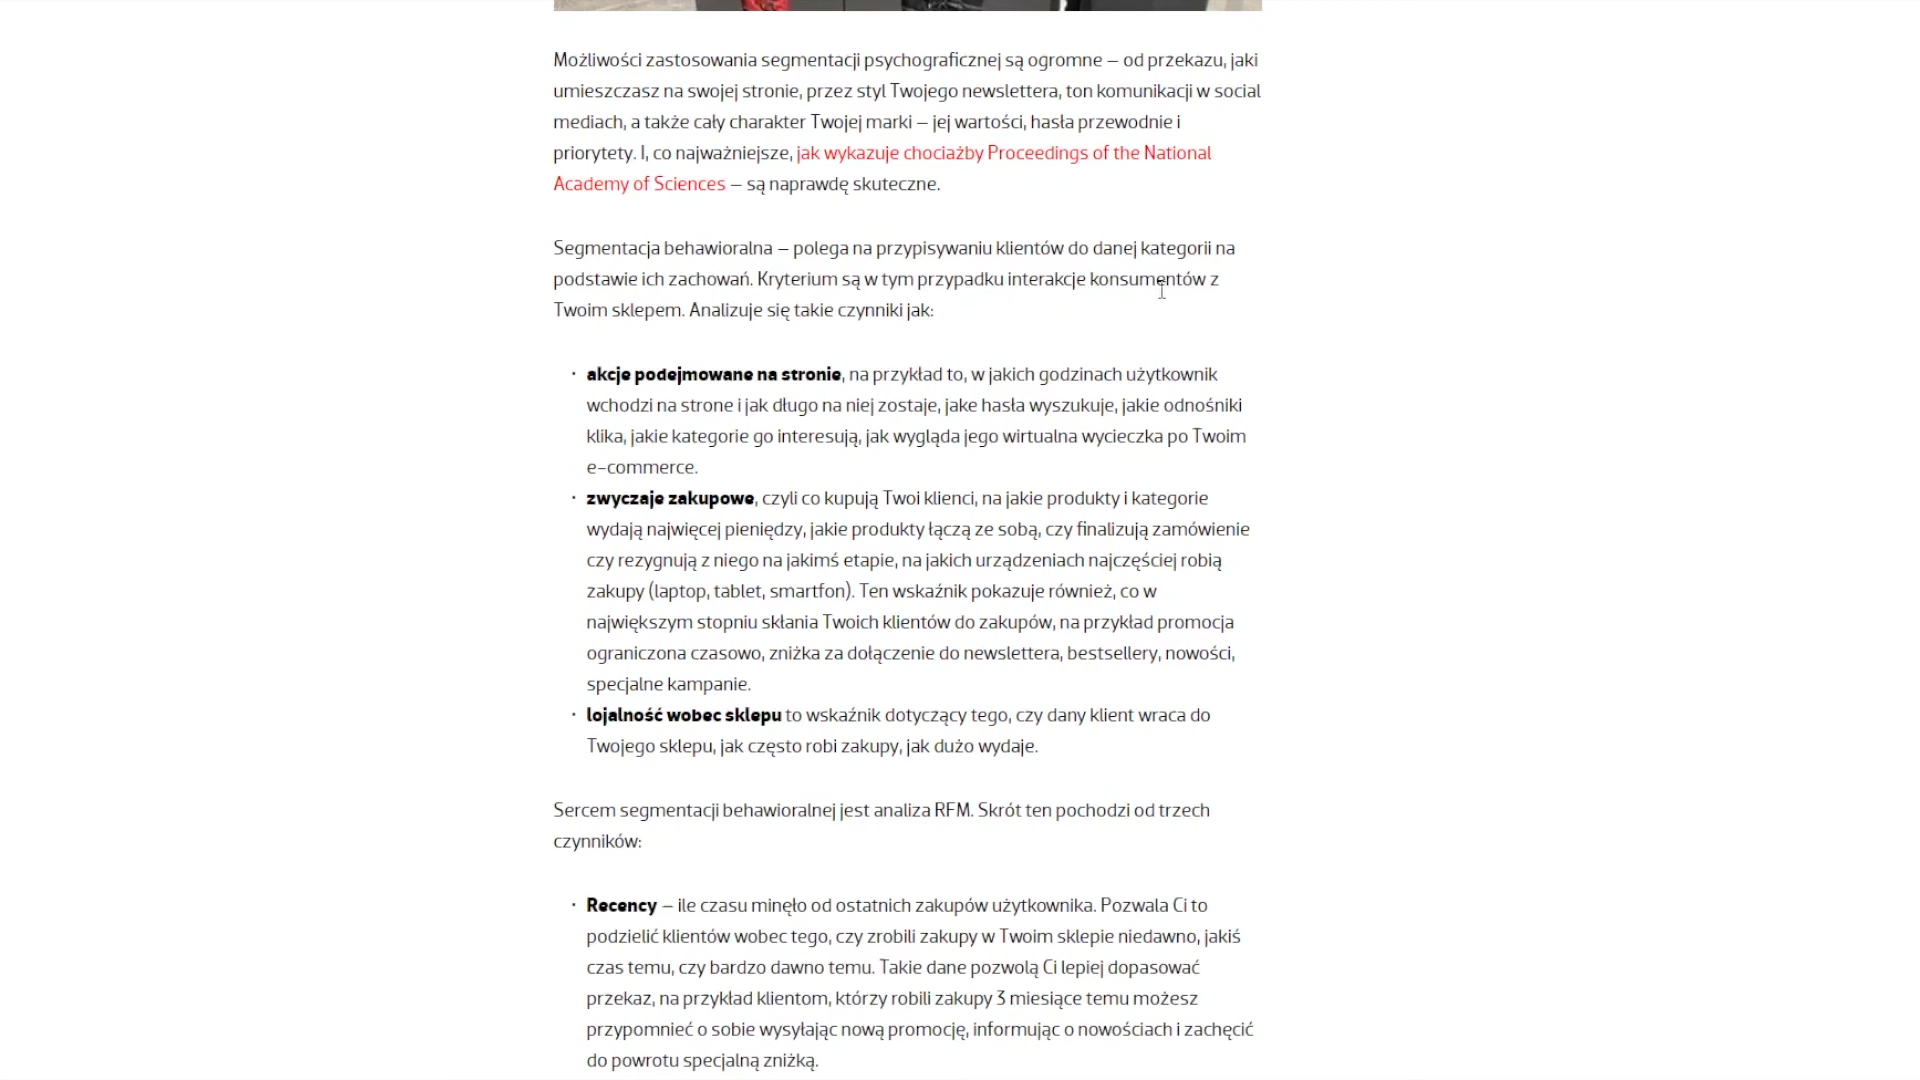 Możliwości zastosowania segmentacji psychograficznej są ogromne – od przekazu, jaki
umieszczasz na swojej stronie, przez styl Twojego newslettera, ton komunikacji w social
mediach, a także cały charakter Twojej marki – jej wartości, hasła przewodnie i
priorytety. I, co najważniejsze, jak wykazuje chociażby Proceedings of the National
Academy of Sciences – są naprawdę skuteczne.
Segmentacja behawioralna – polega na przypisywaniu klientów do danej kategorii na
podstawie ich zachowań. Kryterium są w tym przypadku interakcje konsumentów z
Twoim sklepem. Analizuje się takie czynniki jak:
· akcje podejmowane na stronie, na przykład to, w jakich godzinach użytkownik
wchodzi na strone i jak długo na niej zostaje, jake hasła wyszukuje, jakie odnośniki
klika, jakie kategorie go interesują, jak wygląda jego wirtualna wycieczka po Twoim
e-commerce.
· zwyczaje zakupowe, czyli co kupują Twoi klienci, na jakie produkty i kategorie
wydają najwięcej pieniędzy, jakie produkty łączą ze sobą, czy finalizują zamówienie
czy rezygnują z niego na jakimś etapie, na jakich urządzeniach najczęściej robią
zakupy (laptop, tablet, smartfon). Ten wskaźnik pokazuje również, co w
największym stopniu skłania Twoich klientów do zakupów, na przykład promocja
ograniczona czasowo, zniżka za dołączenie do newslettera, bestsellery, nowości,
specjalne kampanie.
· lojalność wobec sklepu to wskaźnik dotyczący tego, czy dany klient wraca do
Twojego sklepu, jak często robi zakupy, jak dużo wydaje.
Sercem segmentacji behawioralnej jest analiza RFM. Skrót ten pochodzi od trzech
czynników:
· Recency – ile czasu minęło od ostatnich zakupów użytkownika. Pozwala Ci to
podzielić klientów wobec tego, czy zrobili zakupy w Twoim sklepie niedawno, jakiś
czas temu, czy bardzo dawno temu. Takie dane pozwolą Ci lepiej dopasować
przekaz, na przykład klientom, którzy robili zakupy 3 miesiące temu możesz
przypomnieć o sobie wysyłając nową promocję, informując o nowościach i zachęcić
do powrotu specjalną zniżką.